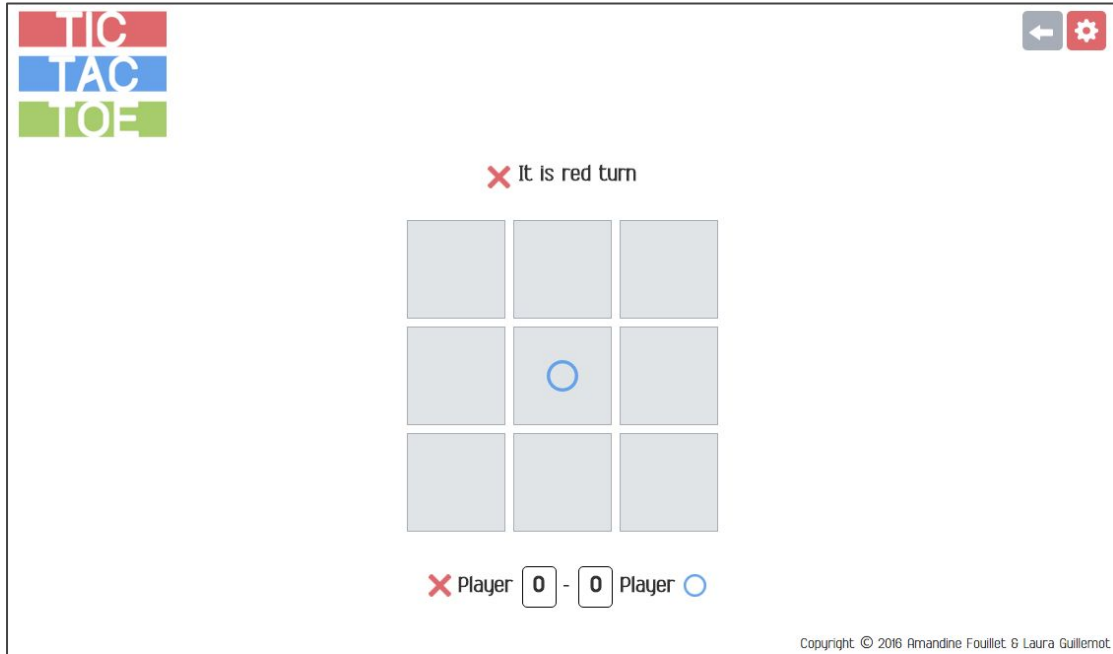 TIC
TAC
TOE
It is red turn
Player 0 - 0 Player
Copyright © 2016 Amandine Fouillet & Laura Guillemot